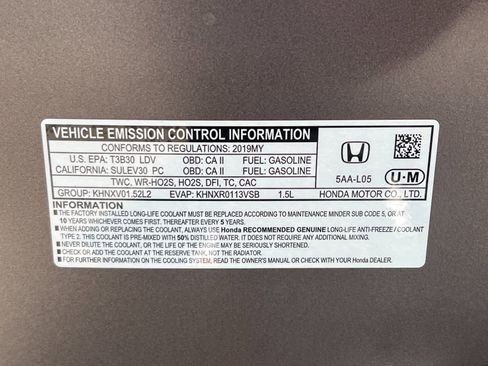 VEHICLE EMISSION CONTROL INFORMATION
CONFORMS TO REGULATIONS: 2019MY
U.S. EPA: T3B30 LDV OBD: CA II FUEL: GASOLINE
CALIFORNIA: SULEV30 PC OBD: CA II FUEL: GASOLINE
TWC, WR-HO2S, HO2S, DFI, TC, CAC
GROUP: KHNXV01.52L2 EVAP: KHNXR0113VSB 1.5L
HONDA
5AA-L05
U·M
HONDA MOTOR CO., LTD.
INFORMATION
THE FACTORY INSTALLED LONG-LIFE COOLANT MUST BE REPLACED ACCORDING TO MAINTENANCE MINDER SUB CODE 5, OR AT
10 YEARS WHICHEVER COMES FIRST. THEREAFTER, REPLACE EVERY 5 YEARS.
WHEN ADDING OR REPLACING THE COOLANT, ALWAYS USE Honda RECOMMENDED GENUINE LONG-LIFE ANTI-FREEZE / COOLANT
TYPE 2. THIS COOLANT IS PRE-MIXED WITH 50% DISTILLED WATER. IT DOES NOT REQUIRE ANY ADDITIONAL MIXING.
NEVER DILUTE THE COOLANT, OR THE LIFE OF THE ENGINE WILL BE SHORTENED.
CHECK OR ADD THE COOLANT AT THE RESERVE TANK, NOT THE RADIATOR.
FOR FURTHER INFORMATION ON THE COOLING SYSTEM, READ THE OWNER'S MANUAL OR CHECK WITH YOUR Honda DEALER.